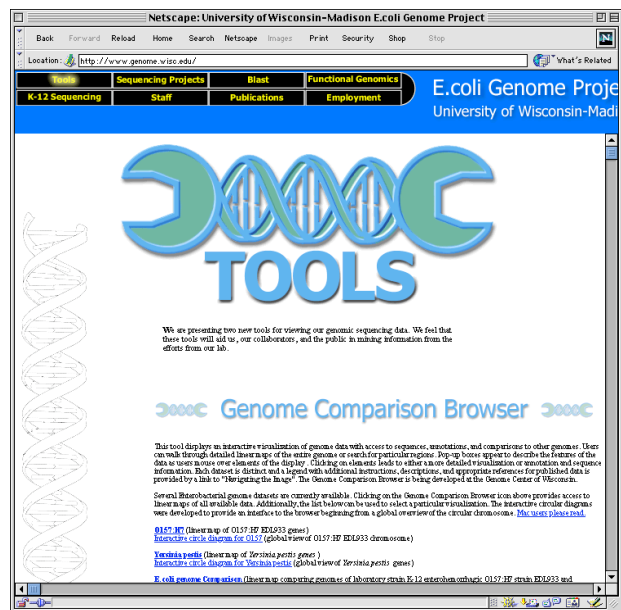 Netscape: University of Wisconsin-Madison E.coli Genome Project
Back Forward Reload Home Search Netscape Images Print Security Shop Stop
N
Location: http://www.genome.wisc.edu/ What's Related
Tools Sequencing Projects Blast Functional Genomics
K-12 Sequencing Staff Publications Employment
E.coli Genome Proje
University of Wisconsin-Madi
TOOLS
We are presenting two new tools for viewing our genomic sequencing data. We feel that
these tools will aid us, our collaborators, and the public in mining information from the
efforts from our lab.
Genome Comparison Browser
This tool displays an interactive visualization of genome data with access to sequences, annotations, and comparisons to other genomes. Users
can walk through detailed linear maps of the entire genome or search for particular regions. Pop-up boxes appear to describe the features of the
data as users mouse over elements of the display. Clicking on elements leads to either a more detailed visualization or annotation and sequence
information. Each dataset is distinct and a legend with additional instructions, descriptions, and appropriate references for published data is
provided by a link to "Navigating the Image". The Genome Comparison Browser is being developed at the Genome Center of Wisconsin.
Several Enterobacterial genome datasets are currently available. Clicking on the Genome Comparison Browser icon above provides access to
linear maps of all available data. Additionally, the list below can be used to select a particular visualization. The interactive circular diagrams
were developed to provide an interface to the browser beginning from a global overview of the circular chromosome. Mac users please read.
O157:H7 (linear map of O157:H7 EDL933 genes)
Interactive circle diagram for O157 (global view of O157:H7 EDL933 chromosome)
Yersinia pestis (linear map of Yersinia pestis genes )
Interactive circle diagram for Yersinia pestis (global view of Yersinia pestis genes)
E. coli genome Comparison (linear map comparing genomes of laboratory strain K-12 enterohemorrhagic O157:H7 strain EDL933 and